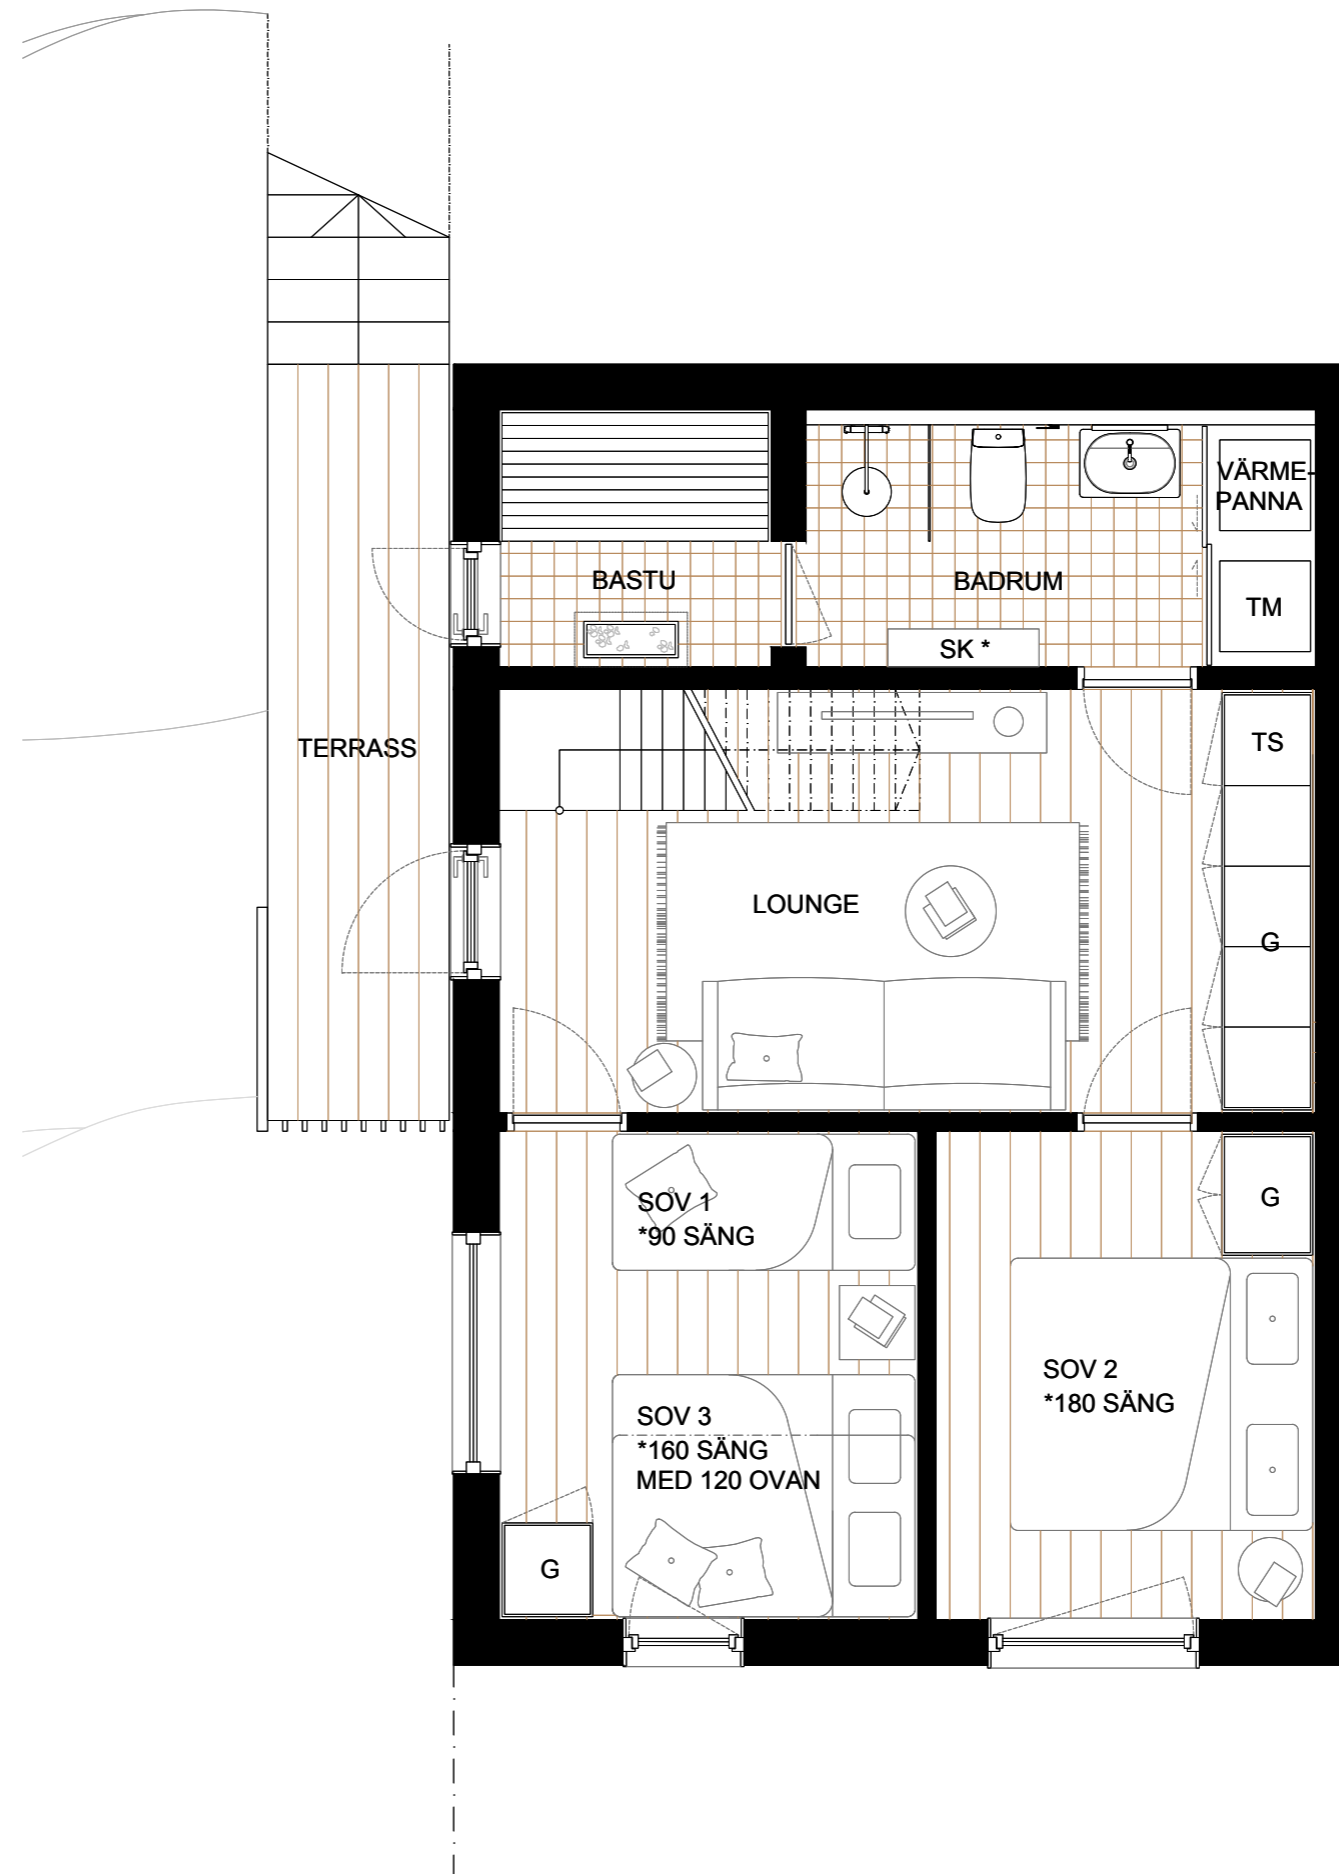 VÄRME-
PANNA
BASTU
BADRUM
TM
SK *
TERRASS
TS
LOUNGE
G
SOV 1
*90 SÄNG
G
SOV 2
*180 SÄNG
SOV 3
*160 SÄNG
MED 120 OVAN
G